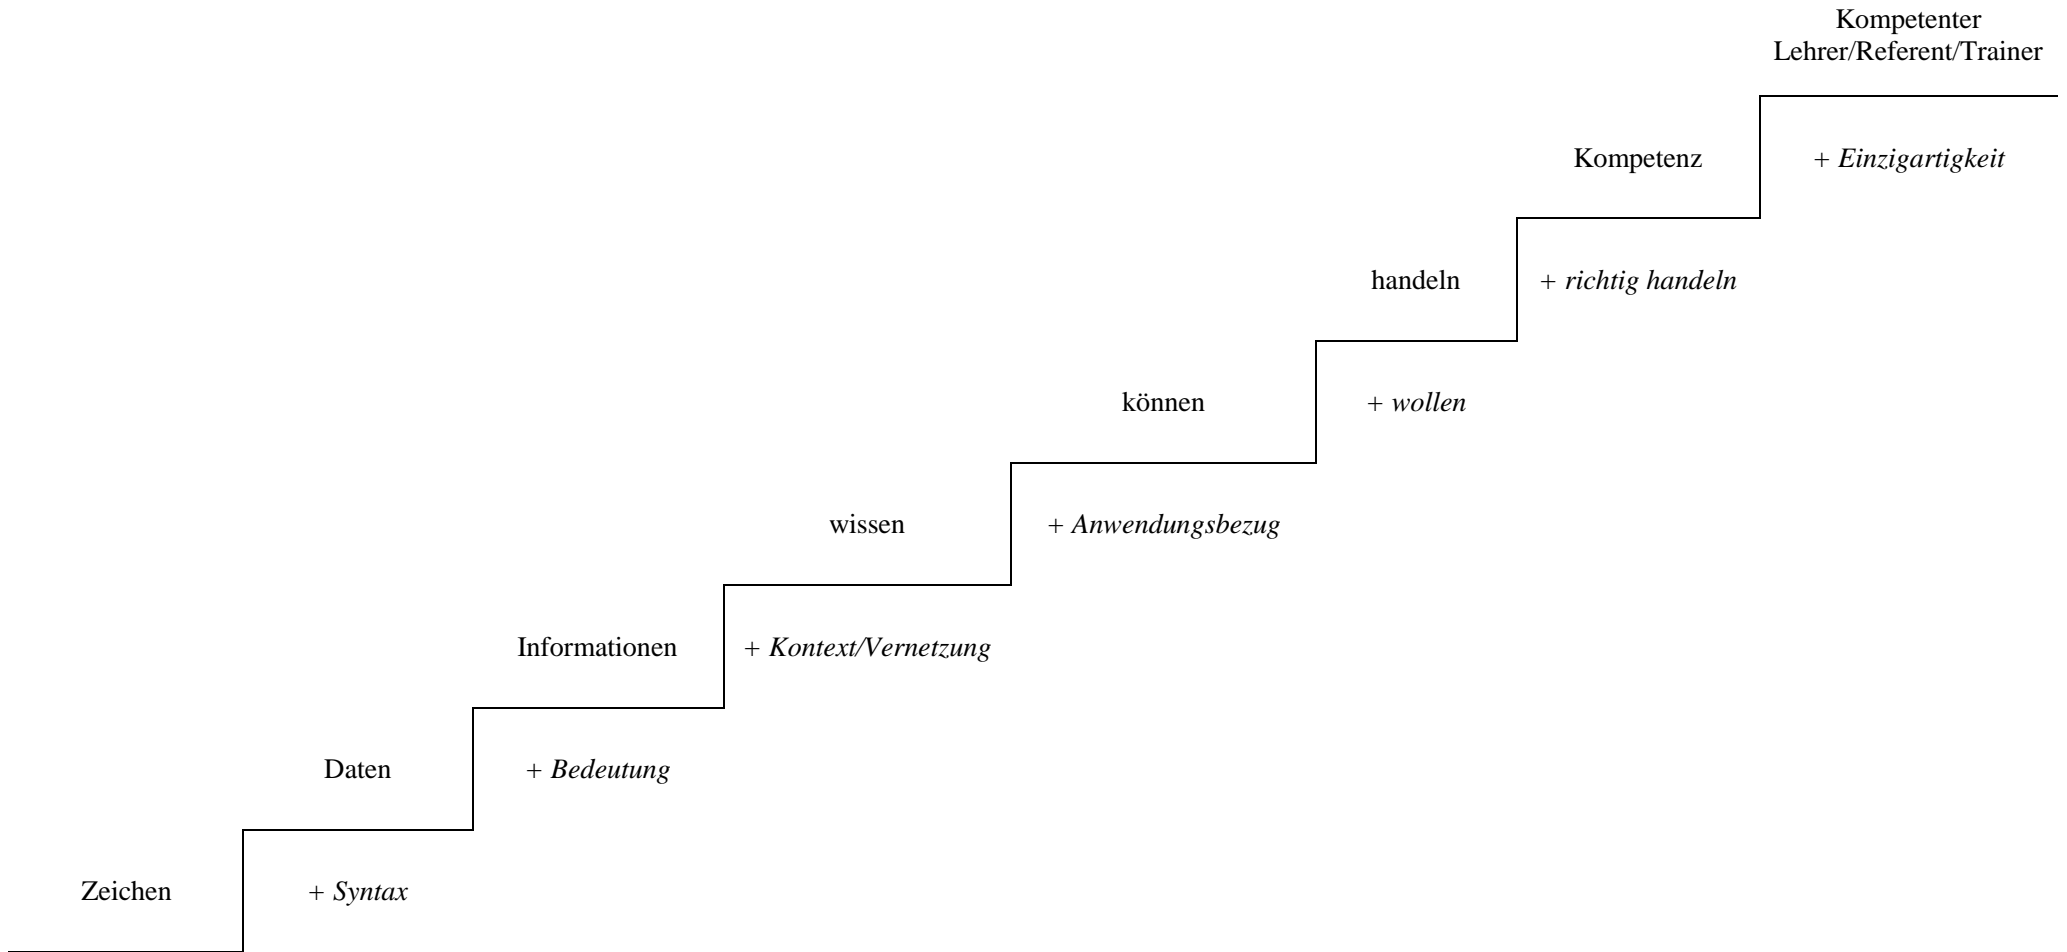 Kompetenter
Lehrer/Referent/Trainer
Kompetenz
+ Einzigartigkeit
handeln
+ richtig handeln
können
+ wollen
wissen
+ Anwendungsbezug
Informationen
+ Kontext/Vernetzung
Daten
+ Bedeutung
Zeichen
+ Syntax